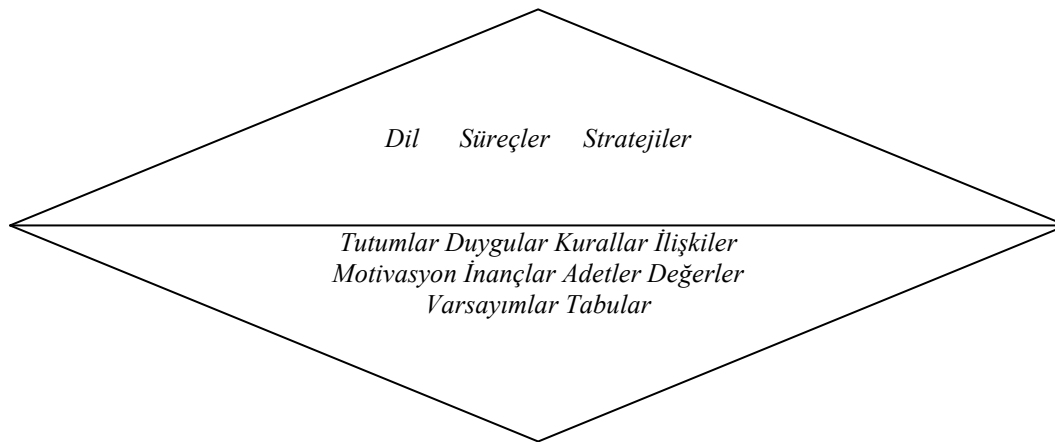 Dil Süreçler Stratejiler
Tutumlar Duygular Kurallar İlişkiler
Motivasyon İnançlar Adetler Değerler
Varsayımlar Tabular